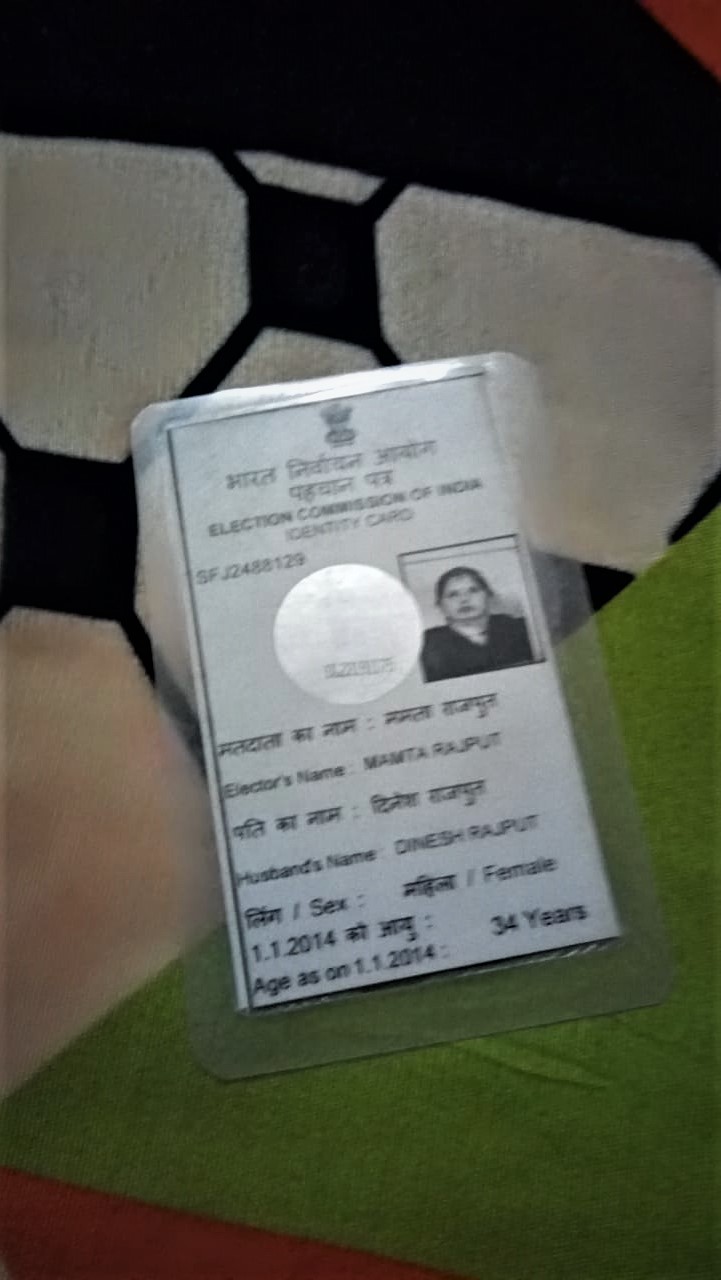 भारत निर्वाचन आयोग
पहचान पत्र
ELECTION COMMISSION OF INDIA
IDENTITY CARD
SFJ2488129
मतदाता का नाम : ममता राजपुत
Elector's Name : MAMTA RAJPUT
पति का नाम : दिनेश राजपुत
Husband's Name : DINESH RAJPUT
लिंग / Sex : महिला / Female
1.1.2014 को आयु : 34 Years
Age as on 1.1.2014 :